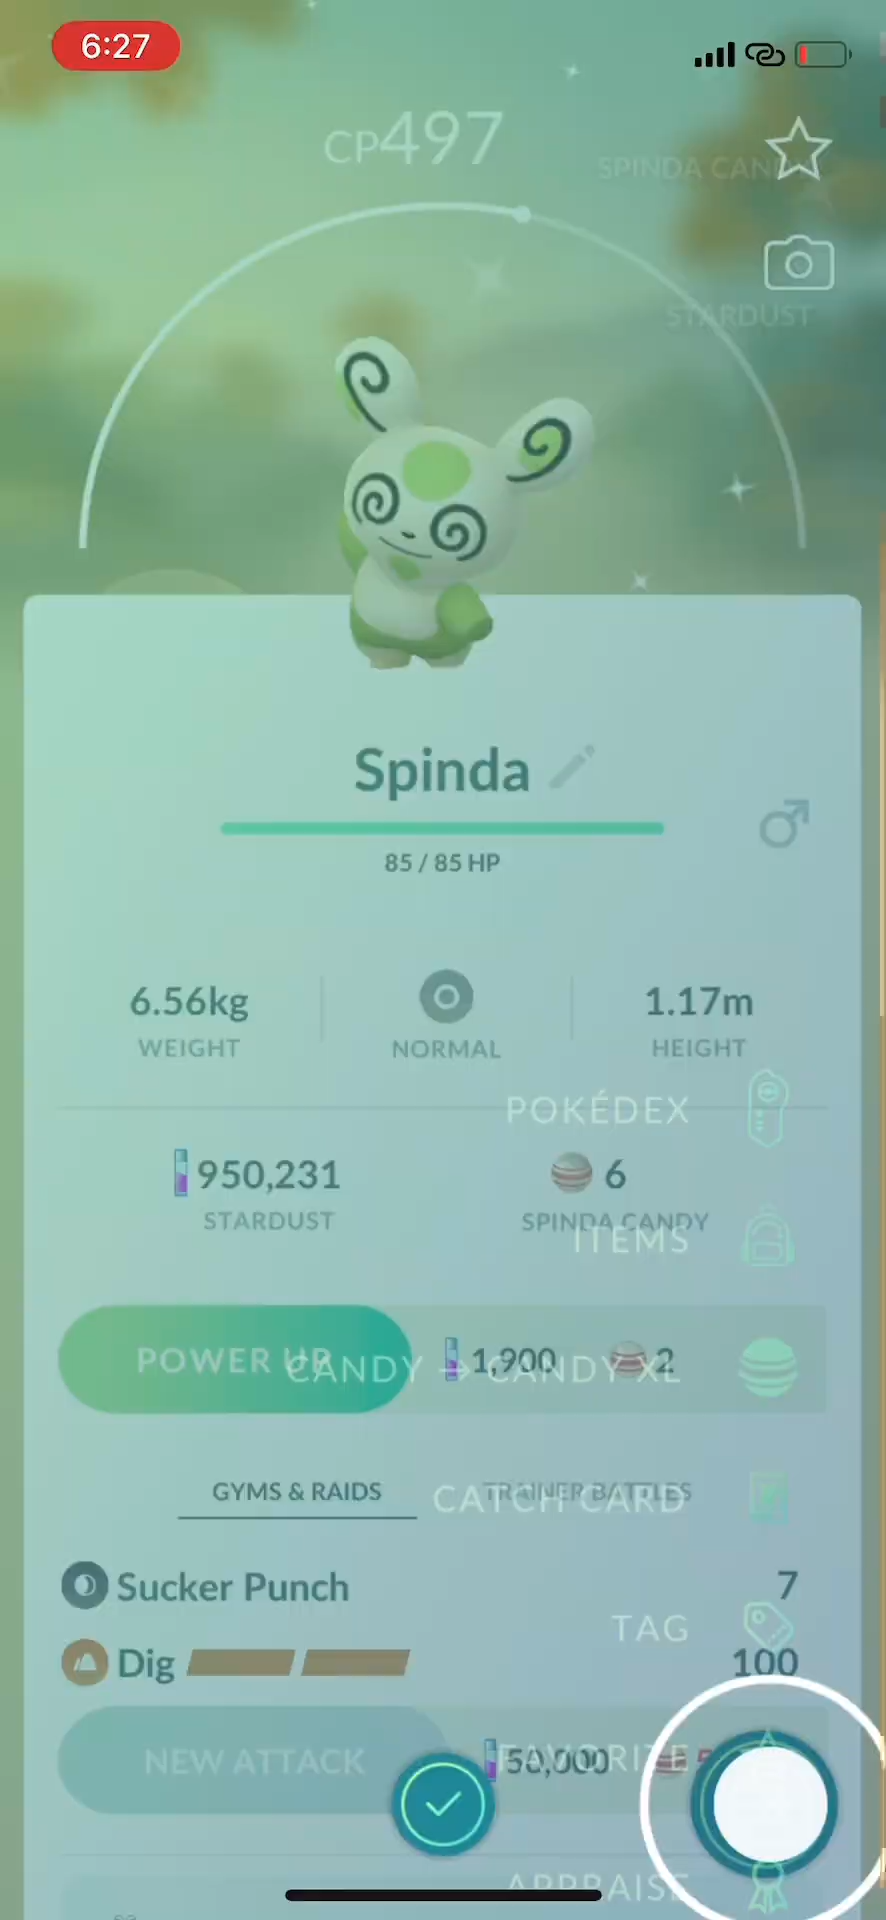 6:27
CP497
SPINDA CANDY
STARDUST
Spinda
85 / 85 HP
6.56kg
WEIGHT
NORMAL
1.17m
HEIGHT
POKÉDEX
950,231
STARDUST
6
SPINDA CANDY
ITEMS
POWER UP
1,900
2
CANDY → CANDY XL
GYMS & RAIDS
TRAINER BATTLES
CATCH CARD
Sucker Punch
7
TAG
Dig
100
NEW ATTACK
50,000
FAVORITE
APPRAISE